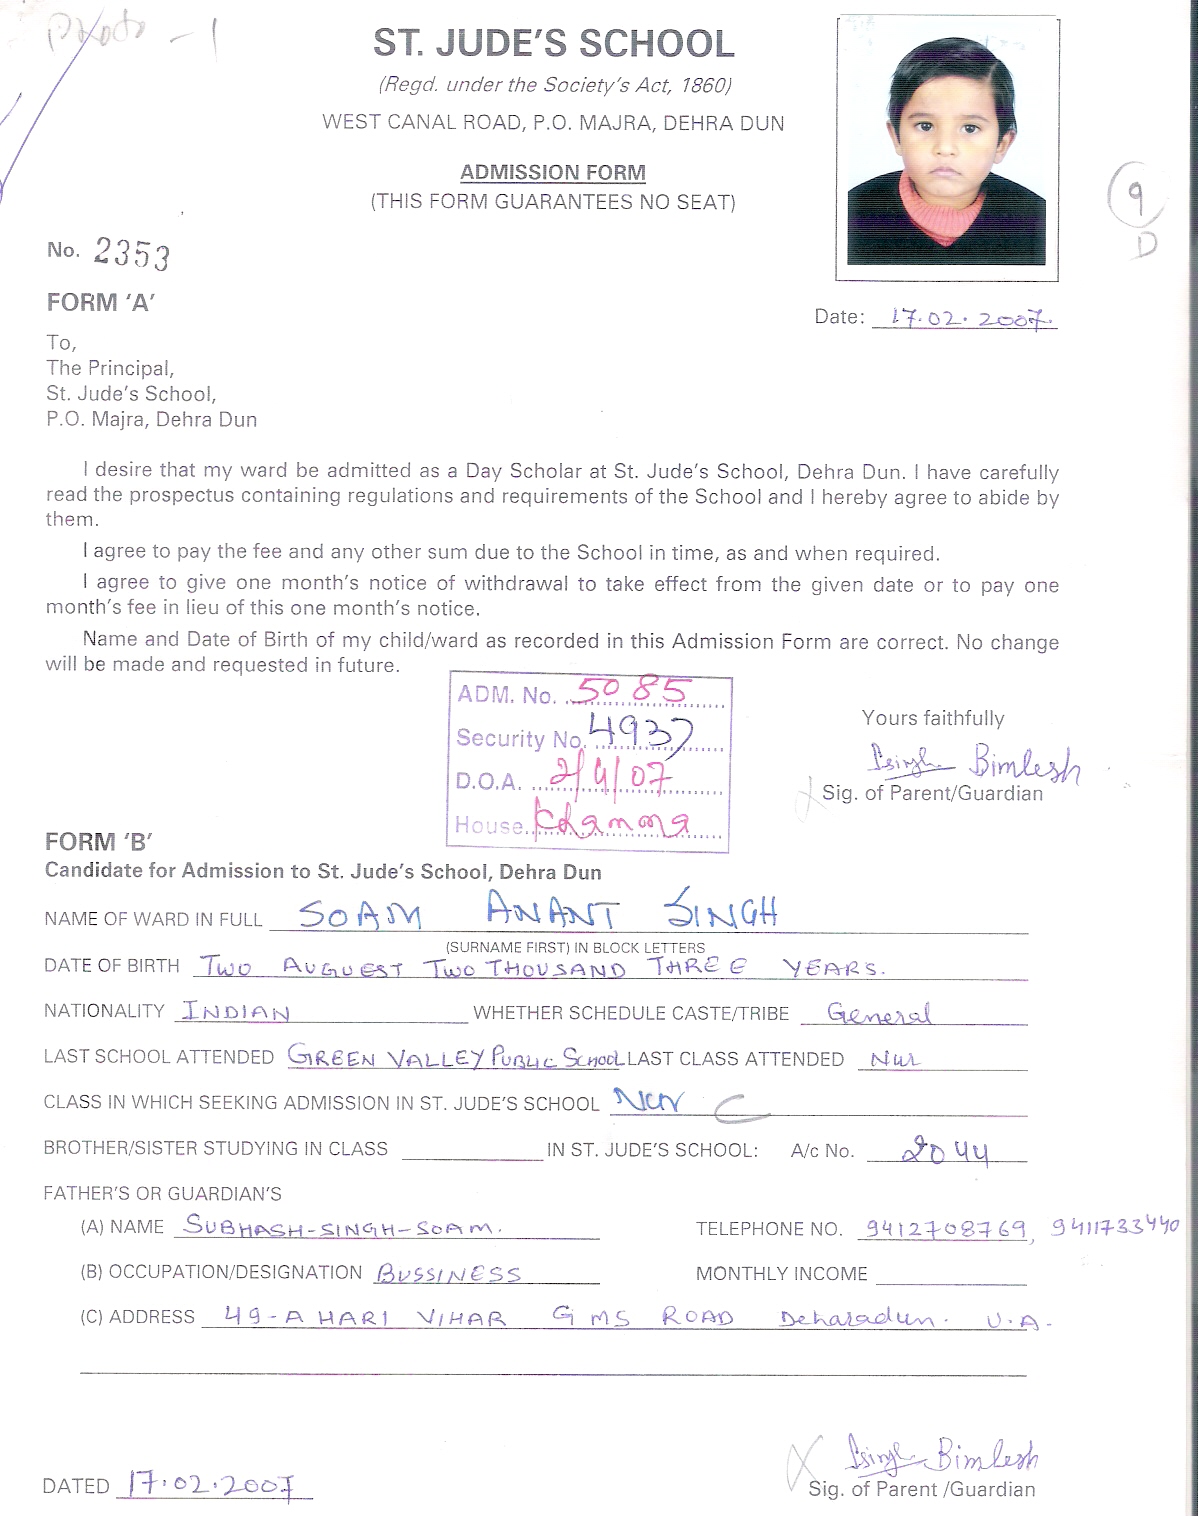 - 1
ST. JUDE'S SCHOOL
(Regd. under the Society's Act, 1860)
WEST CANAL ROAD, P.O. MAJRA, DEHRA DUN
ADMISSION FORM
(THIS FORM GUARANTEES NO SEAT)
9
D
No. 2353
FORM 'A'
Date: 17.02.2007.
To,
The Principal,
St. Jude's School,
P.O. Majra, Dehra Dun
I desire that my ward be admitted as a Day Scholar at St. Jude's School, Dehra Dun. I have carefully
read the prospectus containing regulations and requirements of the School and I hereby agree to abide by
them.
I agree to pay the fee and any other sum due to the School in time, as and when required.
I agree to give one month's notice of withdrawal to take effect from the given date or to pay one
month's fee in lieu of this one month's notice.
Name and Date of Birth of my child/ward as recorded in this Admission Form are correct. No change
will be made and requested in future.
ADM. No. 5085
Security No. 4937
D.O.A. 2/4/07
House
Yours faithfully
Bimlesh
Sig. of Parent/Guardian
FORM 'B'
Candidate for Admission to St. Jude's School, Dehra Dun
NAME OF WARD IN FULL SOAM ANANT SINGH
(SURNAME FIRST) IN BLOCK LETTERS
DATE OF BIRTH TWO AUGUEST TWO THOUSAND THREE YEARS.
NATIONALITY INDIAN WHETHER SCHEDULE CASTE/TRIBE General
LAST SCHOOL ATTENDED GREEN VALLEY PUBLIC SCHOOL LAST CLASS ATTENDED Nur
CLASS IN WHICH SEEKING ADMISSION IN ST. JUDE'S SCHOOL Nur C
BROTHER/SISTER STUDYING IN CLASS IN ST. JUDE'S SCHOOL: A/c No. 2044
FATHER'S OR GUARDIAN'S
(A) NAME SUBHASH-SINGH-SOAM. TELEPHONE NO. 9412708769, 9411733440
(B) OCCUPATION/DESIGNATION BUSSINESS MONTHLY INCOME
(C) ADDRESS 49-A HARI VIHAR GMS ROAD Deharadun. U.A.
Bimlesh
DATED 17.02.2007
Sig. of Parent /Guardian